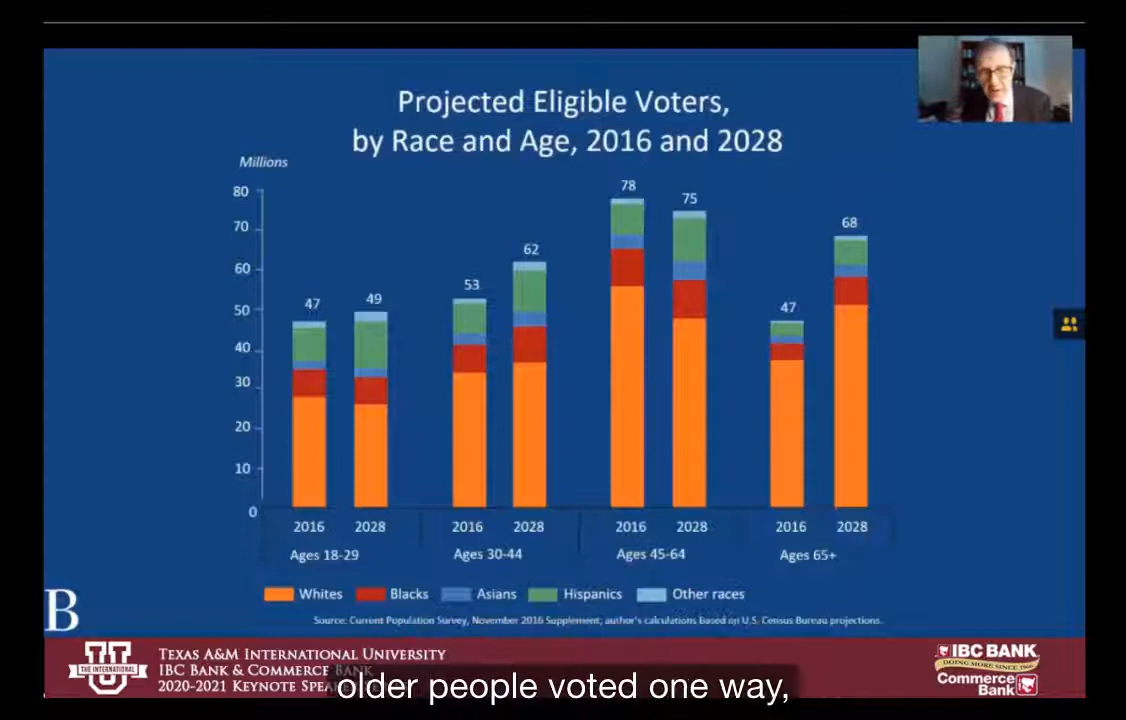 Projected Eligible Voters,
by Race and Age, 2016 and 2028
Millions
80
70
60
50
40
30
20
10
0
47
49
53
62
78
75
47
68
2016
2028
2016
2028
2016
2028
2016
2028
Ages 18-29
Ages 30-44
Ages 45-64
Ages 65+
Whites
Blacks
Asians
Hispanics
Other races
Source: Current Population Survey, November 2016 Supplement; author's calculations based on U.S. Census Bureau projections.
B
U
THE INTERNATIONAL
TEXAS A&M INTERNATIONAL UNIVERSITY
IBC BANK & COMMERCE BANK
2020-2021 KEYNOTE
IBC BANK
DOING MORE SINCE 1966
Commerce
Bank
older people voted one way,